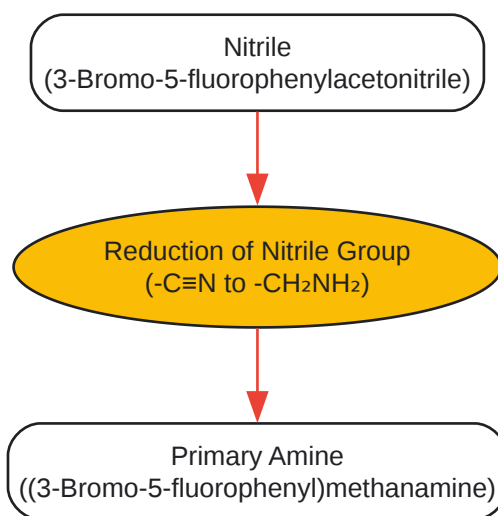 Nitrile
(3-Bromo-5-fluorophenylacetonitrile)
Reduction of Nitrile Group
(-C≡N to -CH₂NH₂)
Primary Amine
((3-Bromo-5-fluorophenyl)methanamine)